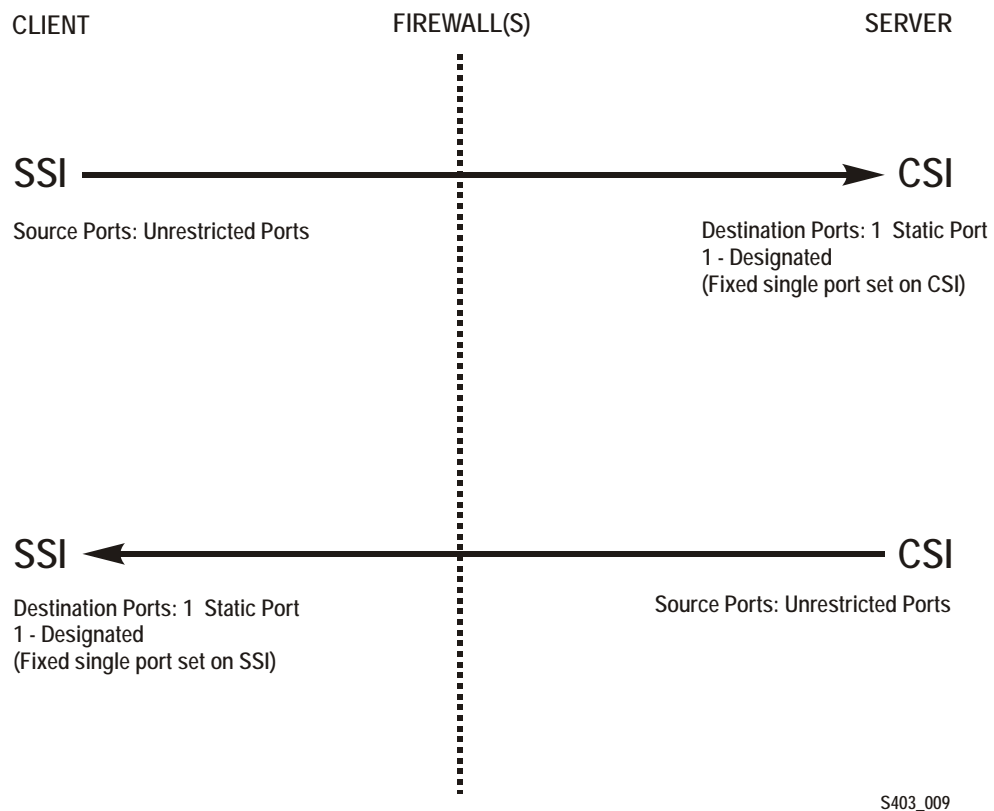 CLIENT
FIREWALL(S)
SERVER
SSI
CSI
Source Ports: Unrestricted Ports
Destination Ports: 1 Static Port
1 - Designated
(Fixed single port set on CSI)
SSI
CSI
Destination Ports: 1 Static Port
1 - Designated
(Fixed single port set on SSI)
Source Ports: Unrestricted Ports
S403_009